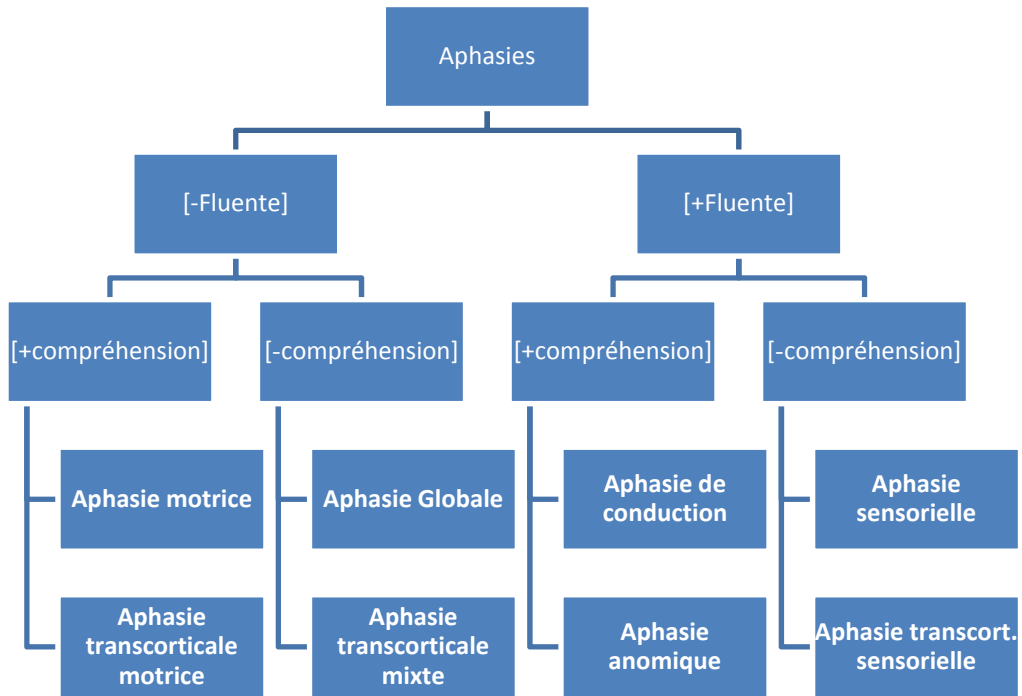 Aphasies
[-Fluente]
[+Fluente]
[+compréhension]
[-compréhension]
[+compréhension]
[-compréhension]
Aphasie motrice
Aphasie Globale
Aphasie de
conduction
Aphasie
sensorielle
Aphasie
transcorticale
motrice
Aphasie
transcorticale
mixte
Aphasie
anomique
Aphasie transcort.
sensorielle